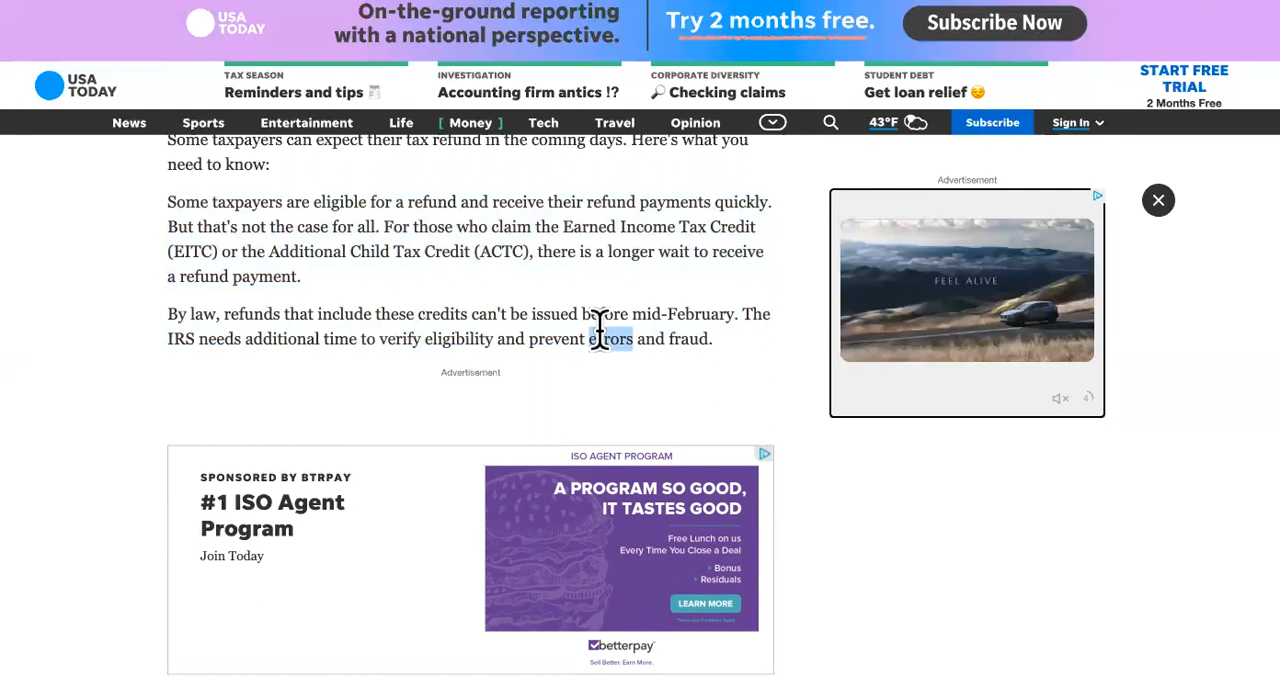 USA
TODAY
On-the-ground reporting
with a national perspective.
Try 2 months free.
Subscribe Now
USA
TODAY
TAX SEASON
Reminders and tips
INVESTIGATION
Accounting firm antics !?
CORPORATE DIVERSITY
Checking claims
STUDENT DEBT
Get loan relief
START FREE
TRIAL
2 Months Free
News
Sports
Entertainment
Life
[ Money ]
Tech
Travel
Opinion
43°F
Subscribe
Sign In
Some taxpayers can expect their tax refund in the coming days. Here's what you
need to know:
Some taxpayers are eligible for a refund and receive their refund payments quickly.
But that's not the case for all. For those who claim the Earned Income Tax Credit
(EITC) or the Additional Child Tax Credit (ACTC), there is a longer wait to receive
a refund payment.
By law, refunds that include these credits can't be issued before mid-February. The
IRS needs additional time to verify eligibility and prevent errors and fraud.
Advertisement
Advertisement
FEEL ALIVE
4
SPONSORED BY BTRPAY
#1 ISO Agent
Program
Join Today
ISO AGENT PROGRAM
A PROGRAM SO GOOD,
IT TASTES GOOD
Free Lunch on us
Every Time You Close a Deal
+ Bonus
+ Residuals
LEARN MORE
*Terms and Conditions Apply
betterpay
Sell Better. Earn More.